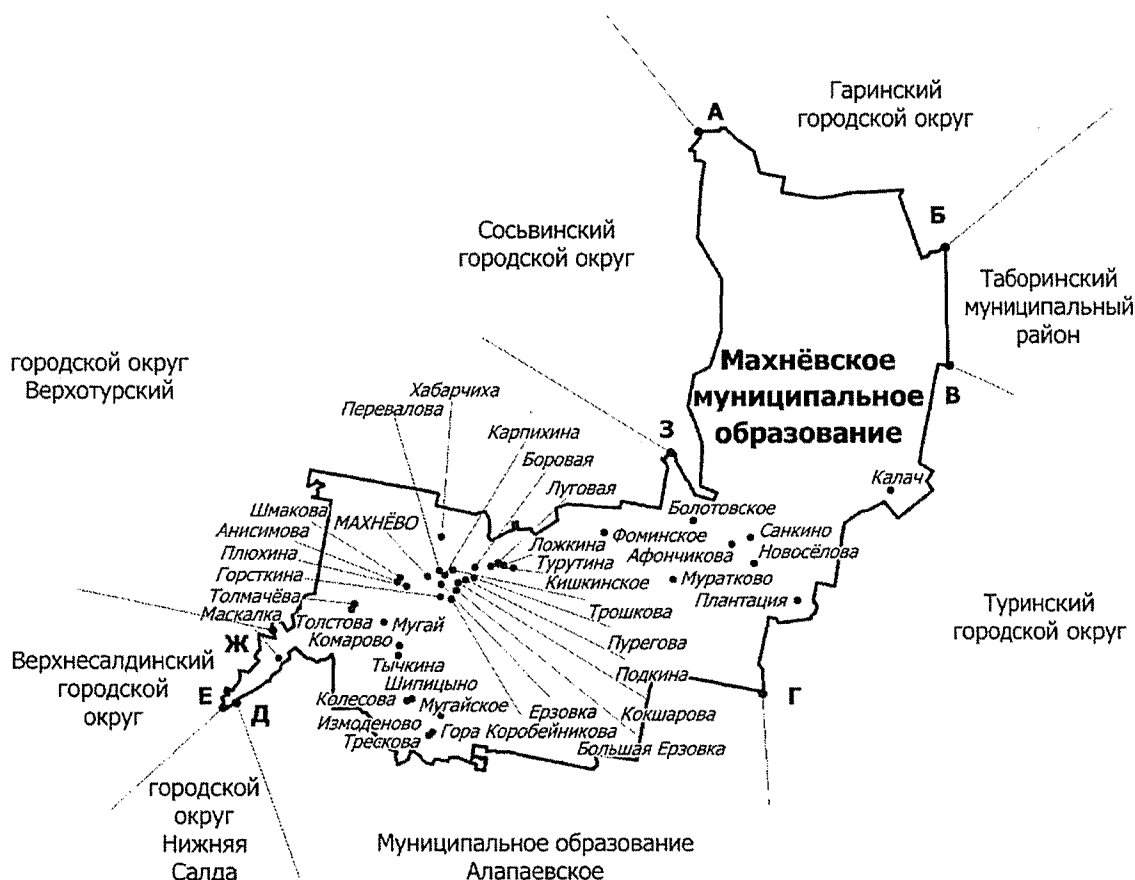 А
Гаринский
городской округ
Б
Сосьвинский
городской округ
Таборинский
муниципальный
район
городской округ
Верхотурский
Махнёвское
муниципальное
образование
В
З
Хабарчиха
Перевалова
Карпихина
Боровая
Луговая
Калач
Шмакова
МАХНЁВО
Анисимова
Плюхина
Горсткина
Толмачёва
Маскалка
Болотовское
Ложкина
Фоминское
Санкино
Турутина
Афончикова
Новосёлова
Кишкинское
Муратково
Плантация
Трошкова
Толстова
Мугай
Комарово
Пурегова
Тычкина
Подкина
Шипицыно
Колесова
Мугайское
Ерзовка
Кокшарова
Измоденово
Гора Коробейникова
Трескова
Большая Ерзовка
Туринский
городской округ
Ж
Верхнесалдинский
городской
округ
Е
Д
Г
городской
округ
Нижняя
Салда
Муниципальное образование
Алапаевское